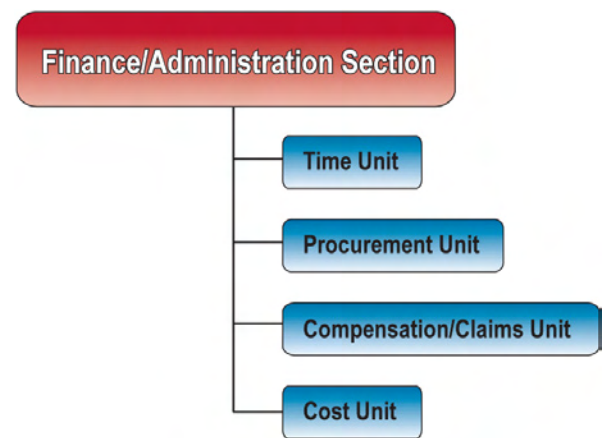 Finance/Administration Section
Time Unit
Procurement Unit
Compensation/Claims Unit
Cost Unit